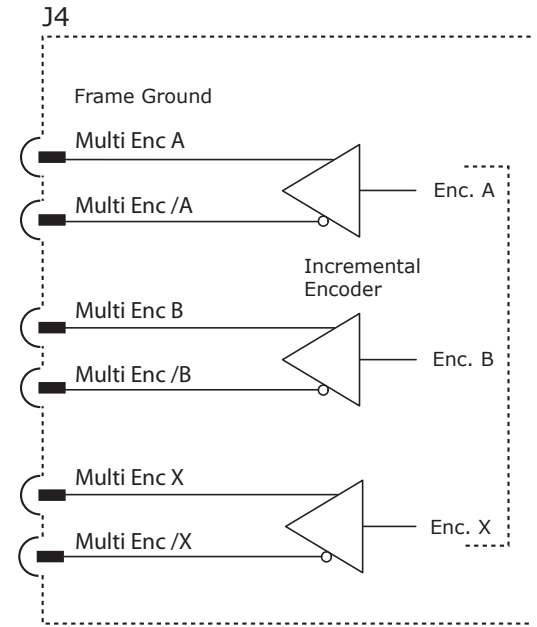 J4
Frame Ground
Multi Enc A
Enc. A
Multi Enc /A
Incremental
Encoder
Multi Enc B
Enc. B
Multi Enc /B
Multi Enc X
Enc. X
Multi Enc /X